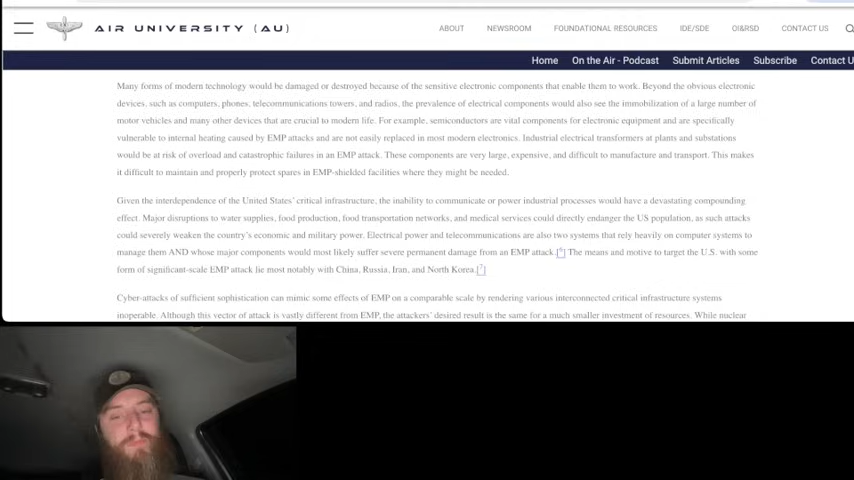 AIR UNIVERSITY (AU)
ABOUT NEWSROOM FOUNDATIONAL RESOURCES IDE/SDE OI&RSD CONTACT US
Home On the Air - Podcast Submit Articles Subscribe Contact U
Many forms of modern technology would be damaged or destroyed because of the sensitive electronic components that enable them to work. Beyond the obvious electronic
devices, such as computers, phones, telecommunications towers, and radios, the prevalence of electrical components would also see the immobilization of a large number of
motor vehicles and many other devices that are crucial to modern life. For example, semiconductors are vital components for electronic equipment and are specifically
vulnerable to internal heating caused by EMP attacks and are not easily replaced in most modern electronics. Industrial electrical transformers at plants and substations
would be at risk of overload and catastrophic failures in an EMP attack. These components are very large, expensive, and difficult to manufacture and transport. This makes
it difficult to maintain and properly protect spares in EMP-shielded facilities where they might be needed.
Given the interdependence of the United States' critical infrastructure, the inability to communicate or power industrial processes would have a devastating compounding
effect. Major disruptions to water supplies, food production, food transportation networks, and medical services could directly endanger the US population, as such attacks
could severely weaken the country's economic and military power. Electrical power and telecommunications are also two systems that rely heavily on computer systems to
manage them AND whose major components would most likely suffer severe permanent damage from an EMP attack.[6] The means and motive to target the U.S. with some
form of significant-scale EMP attack lie most notably with China, Russia, Iran, and North Korea.[7]
Cyber-attacks of sufficient sophistication can mimic some effects of EMP on a comparable scale by rendering various interconnected critical infrastructure systems
inoperable. Although this vector of attack is vastly different from EMP, the attackers' desired result is the same for a much smaller investment of resources. While nuclear